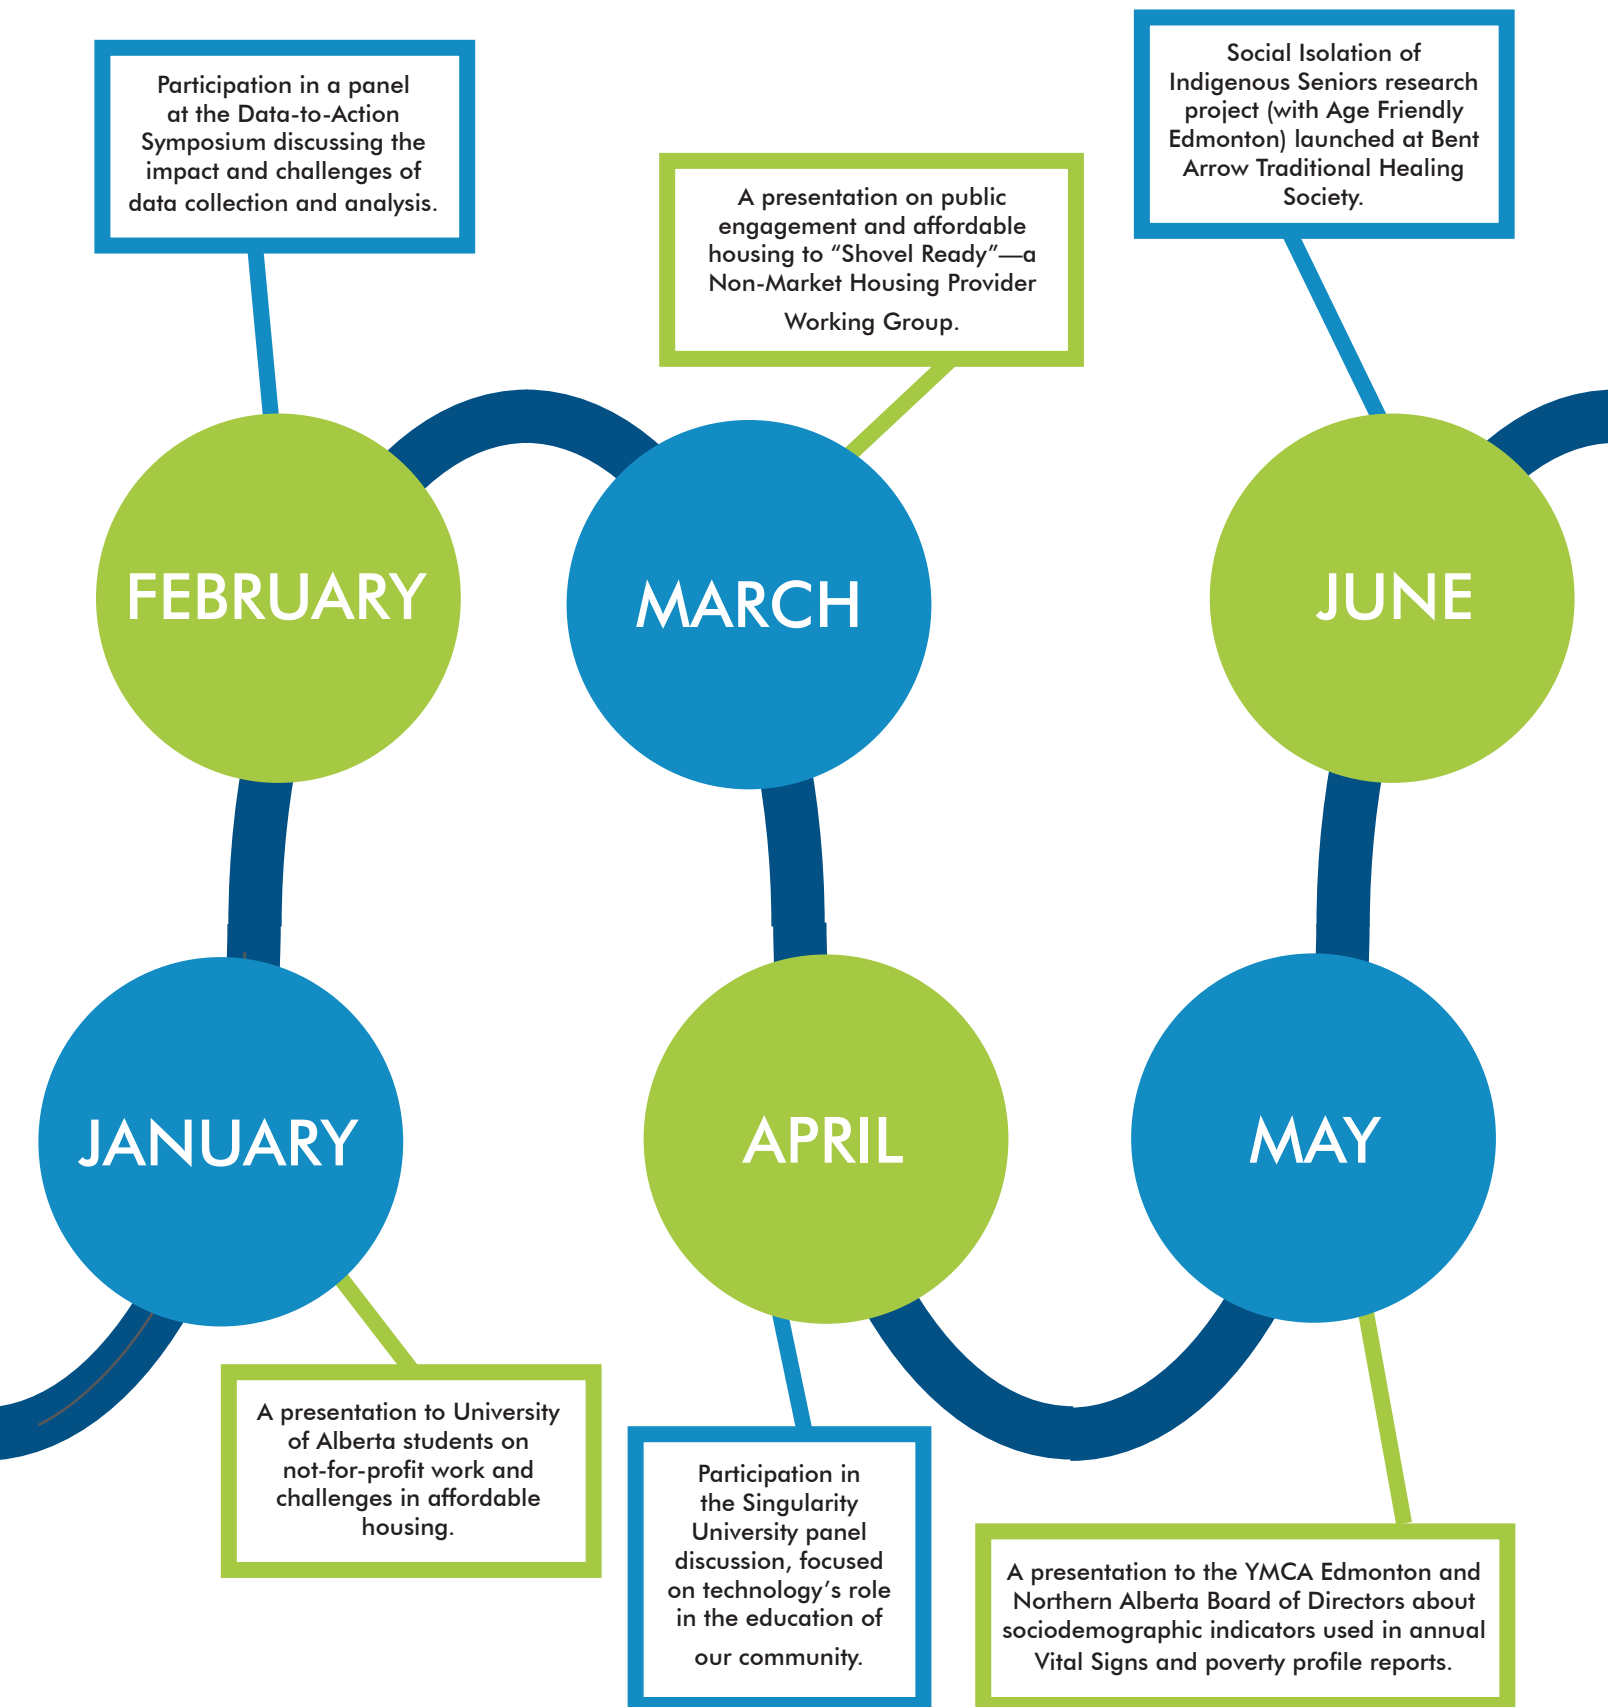 Participation in a panel
at the Data-to-Action
Symposium discussing the
impact and challenges of
data collection and analysis.
A presentation on public
engagement and affordable
housing to “Shovel Ready”—a
Non-Market Housing Provider
Working Group.
Social Isolation of
Indigenous Seniors research
project (with Age Friendly
Edmonton) launched at Bent
Arrow Traditional Healing
Society.
FEBRUARY
MARCH
JUNE
JANUARY
APRIL
MAY
A presentation to University
of Alberta students on
not-for-profit work and
challenges in affordable
housing.
Participation in
the Singularity
University panel
discussion, focused
on technology’s role
in the education of
our community.
A presentation to the YMCA Edmonton and
Northern Alberta Board of Directors about
sociodemographic indicators used in annual
Vital Signs and poverty profile reports.